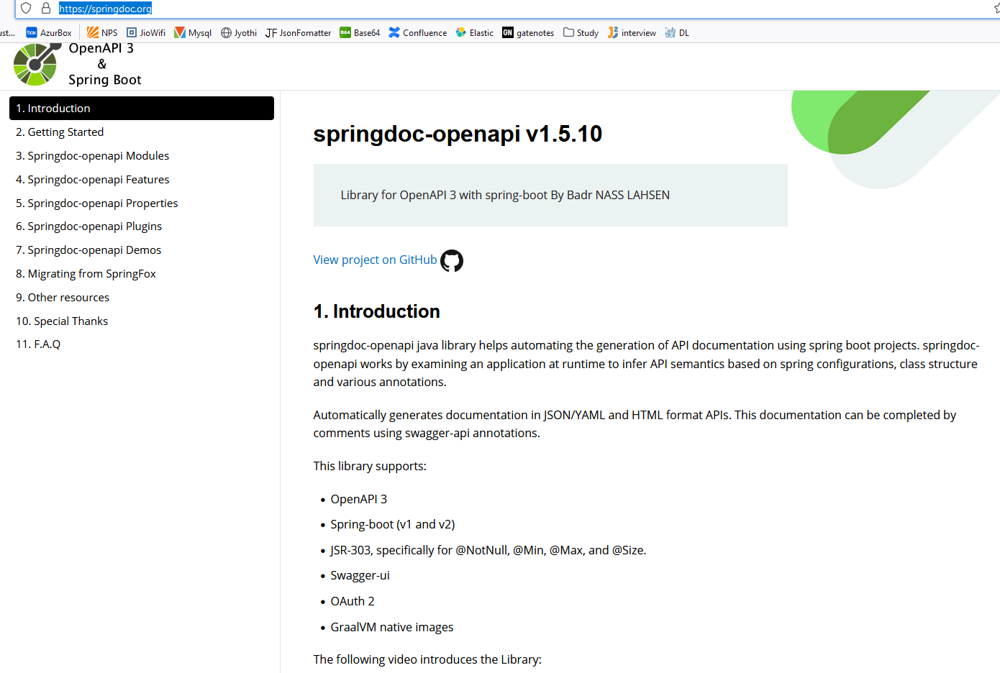 https://springdoc.org
ust... AzurBox NPS JioWifi Mysql Jyothi JF JsonFomatter B64 Base64 Confluence Elastic GN gatenotes Study interview DL
OpenAPI 3
&
Spring Boot
1. Introduction
2. Getting Started
3. Springdoc-openapi Modules
4. Springdoc-openapi Features
5. Springdoc-openapi Properties
6. Springdoc-openapi Plugins
7. Springdoc-openapi Demos
8. Migrating from SpringFox
9. Other resources
10. Special Thanks
11. F.A.Q
springdoc-openapi v1.5.10
Library for OpenAPI 3 with spring-boot By Badr NASS LAHSEN
View project on GitHub
1. Introduction
springdoc-openapi java library helps automating the generation of API documentation using spring boot projects. springdoc-
openapi works by examining an application at runtime to infer API semantics based on spring configurations, class structure
and various annotations.
Automatically generates documentation in JSON/YAML and HTML format APIs. This documentation can be completed by
comments using swagger-api annotations.
This library supports:
• OpenAPI 3
• Spring-boot (v1 and v2)
• JSR-303, specifically for @NotNull, @Min, @Max, and @Size.
• Swagger-ui
• OAuth 2
• GraalVM native images
The following video introduces the Library: